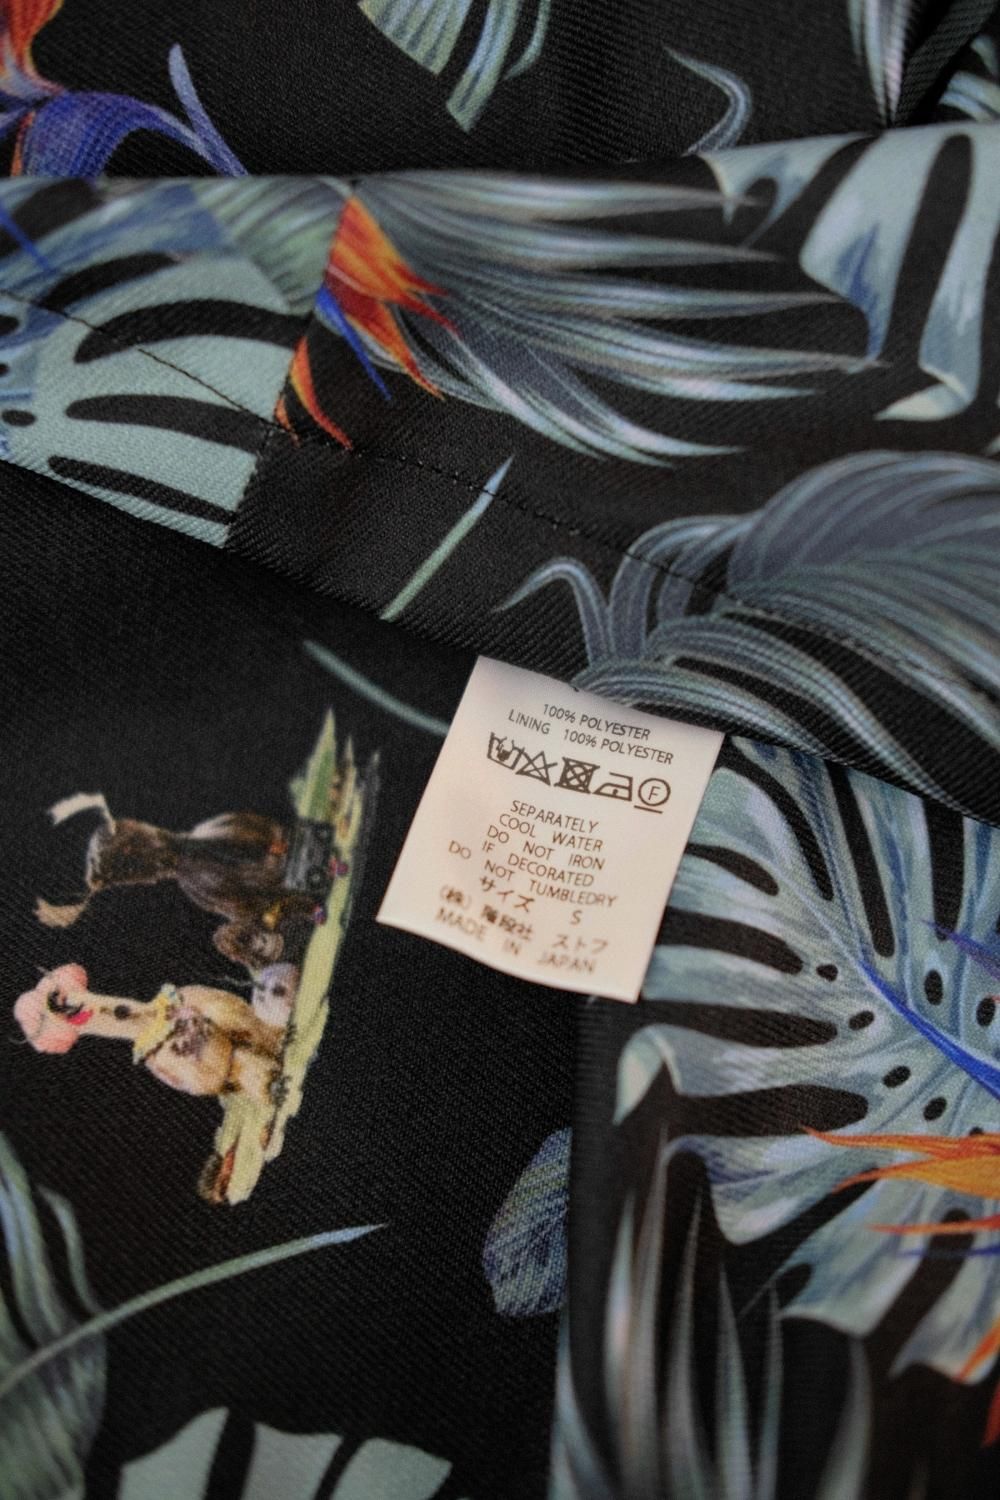 100% POLYESTER
LINING 100% POLYESTER
F
SEPARATELY
COOL WATER
DO NOT IRON
DO IF DECORATED
NOT TUMBLEDRY
サイズ S
(株) 階段社 ストフ
MADE IN JAPAN